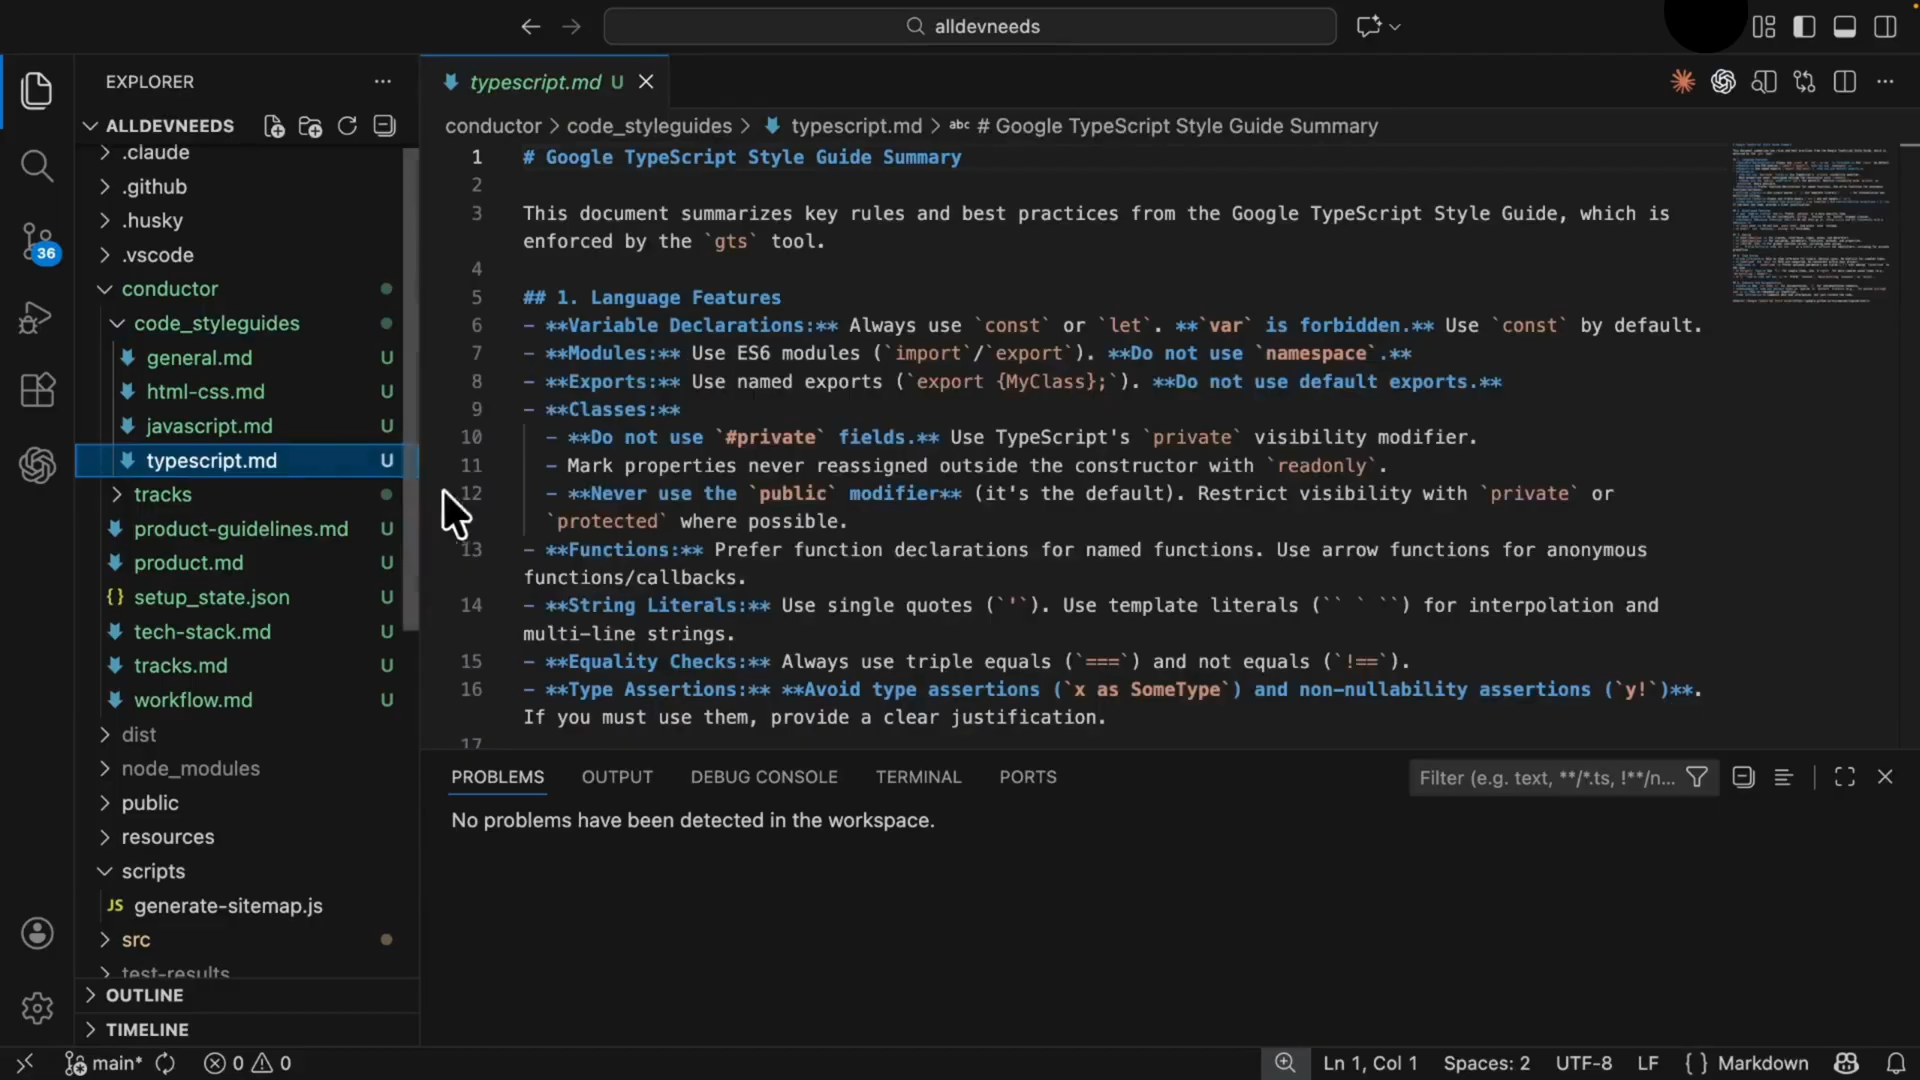 alldevneeds
EXPLORER
ALLDEVNEEDS
.claude
.github
.husky
.vscode
conductor
code_styleguides
general.md U
html-css.md U
javascript.md U
typescript.md U
tracks
product-guidelines.md U
product.md U
{} setup_state.json U
tech-stack.md U
tracks.md U
workflow.md U
dist
node_modules
public
resources
scripts
JS generate-sitemap.js
src
test-results
OUTLINE
TIMELINE
36
typescript.md U
conductor > code_styleguides > typescript.md > abc # Google TypeScript Style Guide Summary
1 # Google TypeScript Style Guide Summary
2
3 This document summarizes key rules and best practices from the Google TypeScript Style Guide, which is
enforced by the `gts` tool.
4
5 ## 1. Language Features
6 - **Variable Declarations:** Always use `const` or `let`. **`var` is forbidden.** Use `const` by default.
7 - **Modules:** Use ES6 modules (`import`/`export`). **Do not use `namespace`.**
8 - **Exports:** Use named exports (`export {MyClass};`). **Do not use default exports.**
9 - **Classes:**
10 - **Do not use `#private` fields.** Use TypeScript's `private` visibility modifier.
11 - Mark properties never reassigned outside the constructor with `readonly`.
12 - **Never use the `public` modifier** (it's the default). Restrict visibility with `private` or
`protected` where possible.
13 - **Functions:** Prefer function declarations for named functions. Use arrow functions for anonymous
functions/callbacks.
14 - **String Literals:** Use single quotes (`'`). Use template literals (`` ` ``) for interpolation and
multi-line strings.
15 - **Equality Checks:** Always use triple equals (`===`) and not equals (`!==`).
16 - **Type Assertions:** **Avoid type assertions (`x as SomeType`) and non-nullability assertions (`y!`)**.
If you must use them, provide a clear justification.
17
PROBLEMS OUTPUT DEBUG CONSOLE TERMINAL PORTS
Filter (e.g. text, **/*.ts, !**/n...
No problems have been detected in the workspace.
main* 0 0
Ln 1, Col 1 Spaces: 2 UTF-8 LF {} Markdown